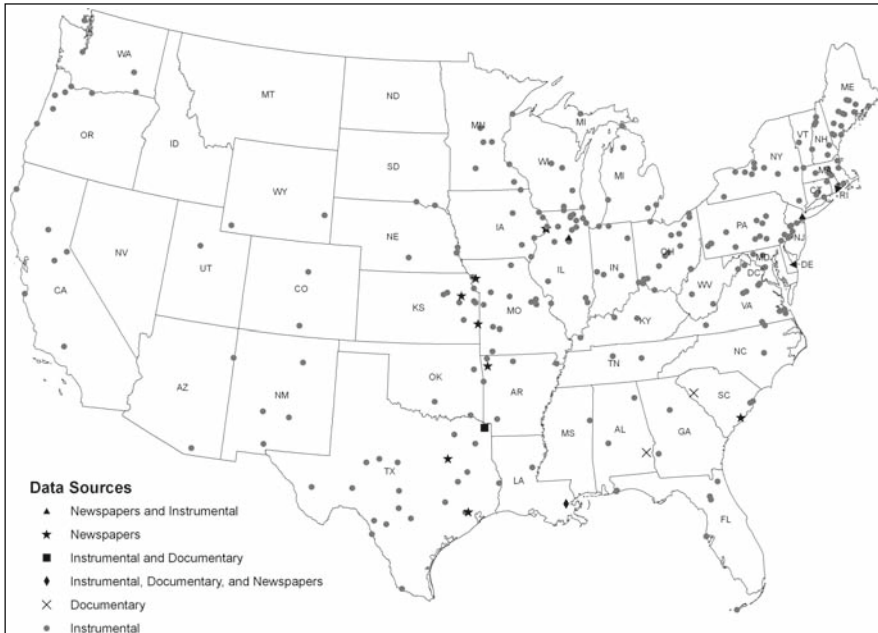 WA
MT
ND
ME
MN
MI
VT
NH
OR
ID
SD
WI
NY
MI
WY
CT
RI
IA
PA
NE
NJ
NV
OH
UT
IL
IN
MD
DE
CO
DC
CA
WV
KS
MO
VA
KY
NC
TN
OK
AZ
NM
AR
SC
MS
AL
GA
TX
LA
FL
Data Sources
Newspapers and Instrumental
Newspapers
Instrumental and Documentary
Instrumental, Documentary, and Newspapers
Documentary
Instrumental